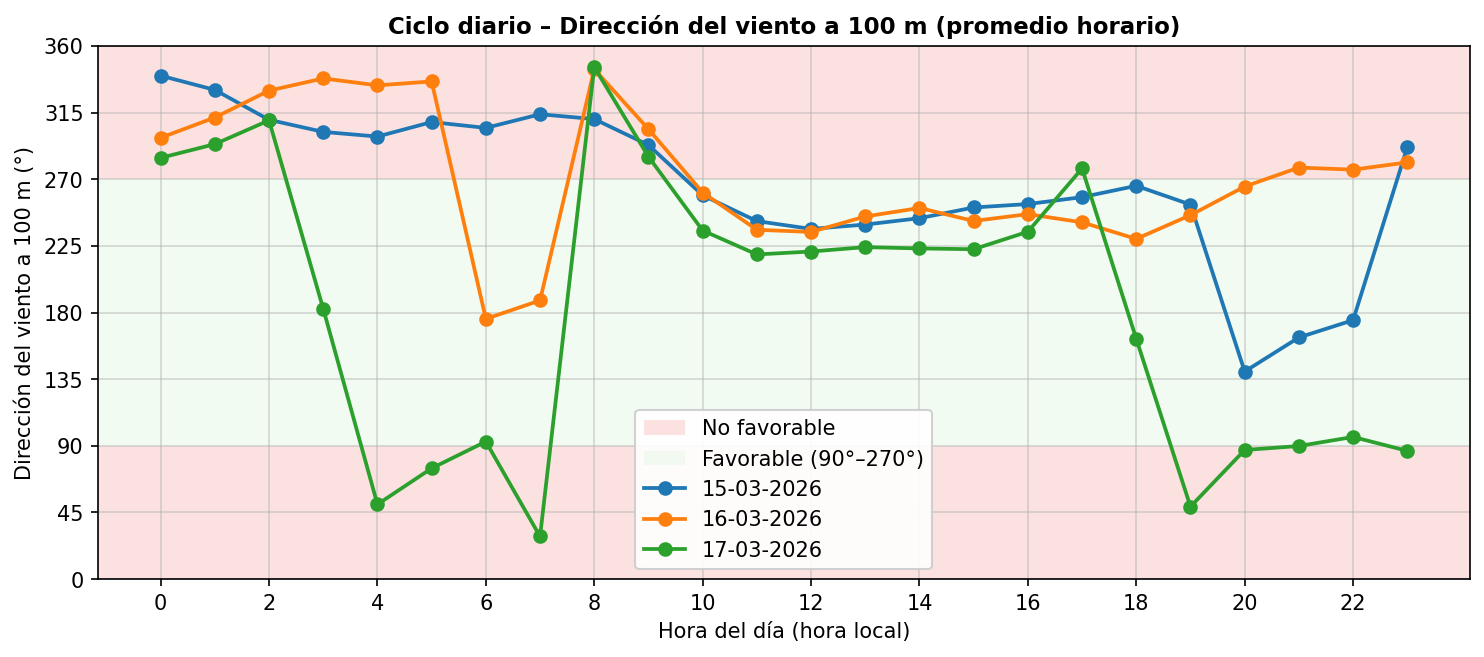 Ciclo diario – Dirección del viento a 100 m (promedio horario)
Dirección del viento a 100 m (°)
360
315
270
225
180
135
90
45
0
No favorable
Favorable (90°–270°)
15-03-2026
16-03-2026
17-03-2026
0 2 4 6 8 10 12 14 16 18 20 22
Hora del día (hora local)